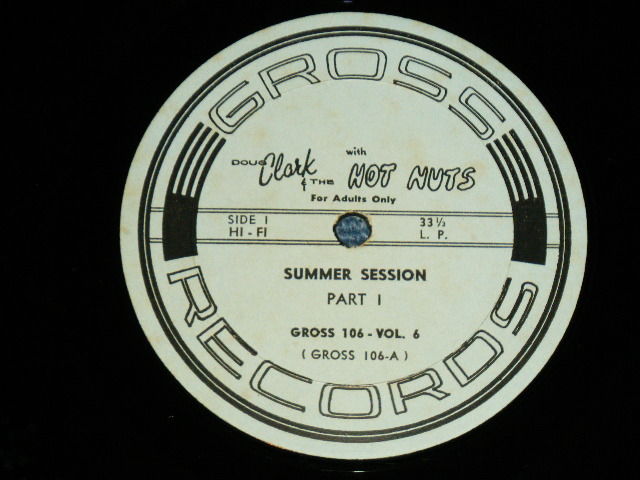 GROSS
with
DOUG Clark & THE HOT NUTS
For Adults Only
SIDE I 33⅓
HI - FI L. P.
SUMMER SESSION
PART I
GROSS 106 - VOL. 6
( GROSS 106-A )
RECORDS